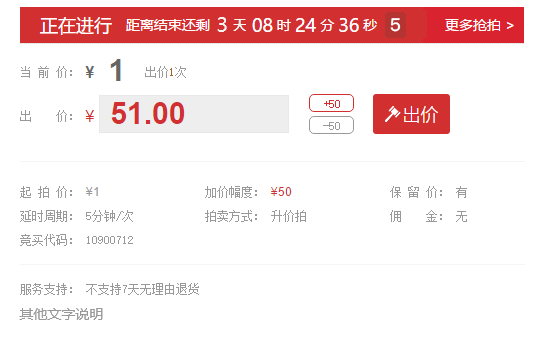 正在进行 距离结束还剩 3 天 08 时 24 分 36 秒 5 更多抢拍 >
当前价: ¥ 1 出价1次
出价: ¥ 51.00 +50 -50 出价
起拍价: ¥1 加价幅度: ¥50 保留价: 有
延时周期: 5分钟/次 拍卖方式: 升价拍 佣金: 无
竟买代码: 10900712
服务支持: 不支持7天无理由退货
其他文字说明